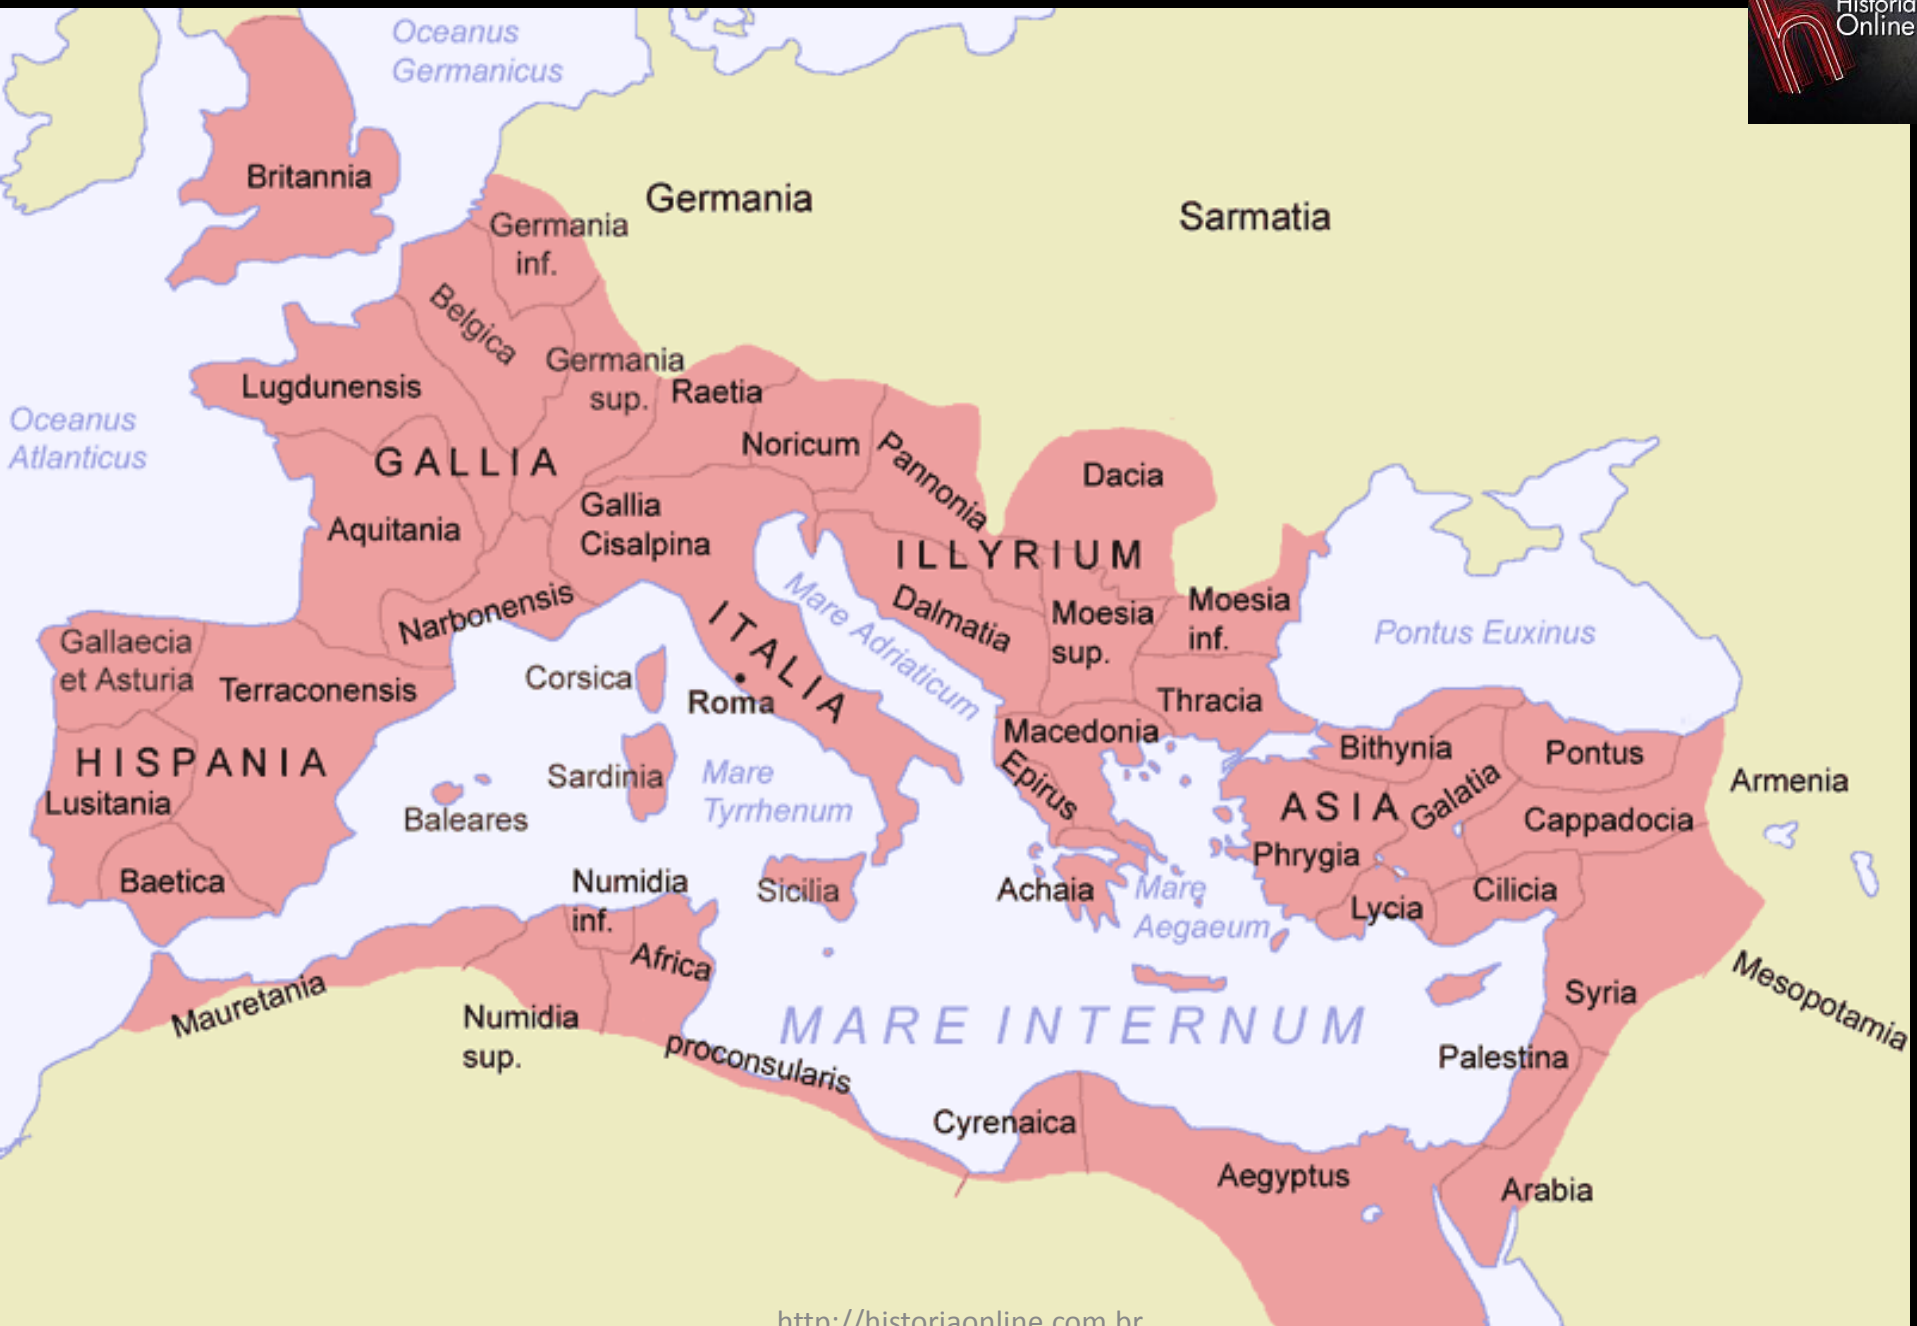 Historia
Online
Oceanus
Germanicus
Britannia
Germania
Sarmatia
Germania
inf.
Belgica
Germania
sup.
Lugdunensis
Raetia
Oceanus
Atlanticus
GALLIA
Noricum
Pannonia
Dacia
Gallia
Cisalpina
Aquitania
ILLYRIUM
Mare Adriaticum
Dalmatia
Moesia
sup.
Moesia
inf.
Narbonensis
ITALIA
Pontus Euxinus
Gallaecia
et Asturia
Terraconensis
Corsica
Roma
Thracia
Macedonia
HISPANIA
Lusitania
Sardinia
Mare
Tyrrhenum
Epirus
Bithynia
Pontus
Armenia
ASIA
Galatia
Cappadocia
Baleares
Phrygia
Baetica
Numidia
inf.
Sicilia
Achaia
Mare
Aegaeum
Lycia
Cilicia
Africa
proconsularis
Mauretania
Numidia
sup.
MARE INTERNUM
Syria
Mesopotamia
Palestina
Cyrenaica
Aegyptus
Arabia
http://historiaonline.com.br